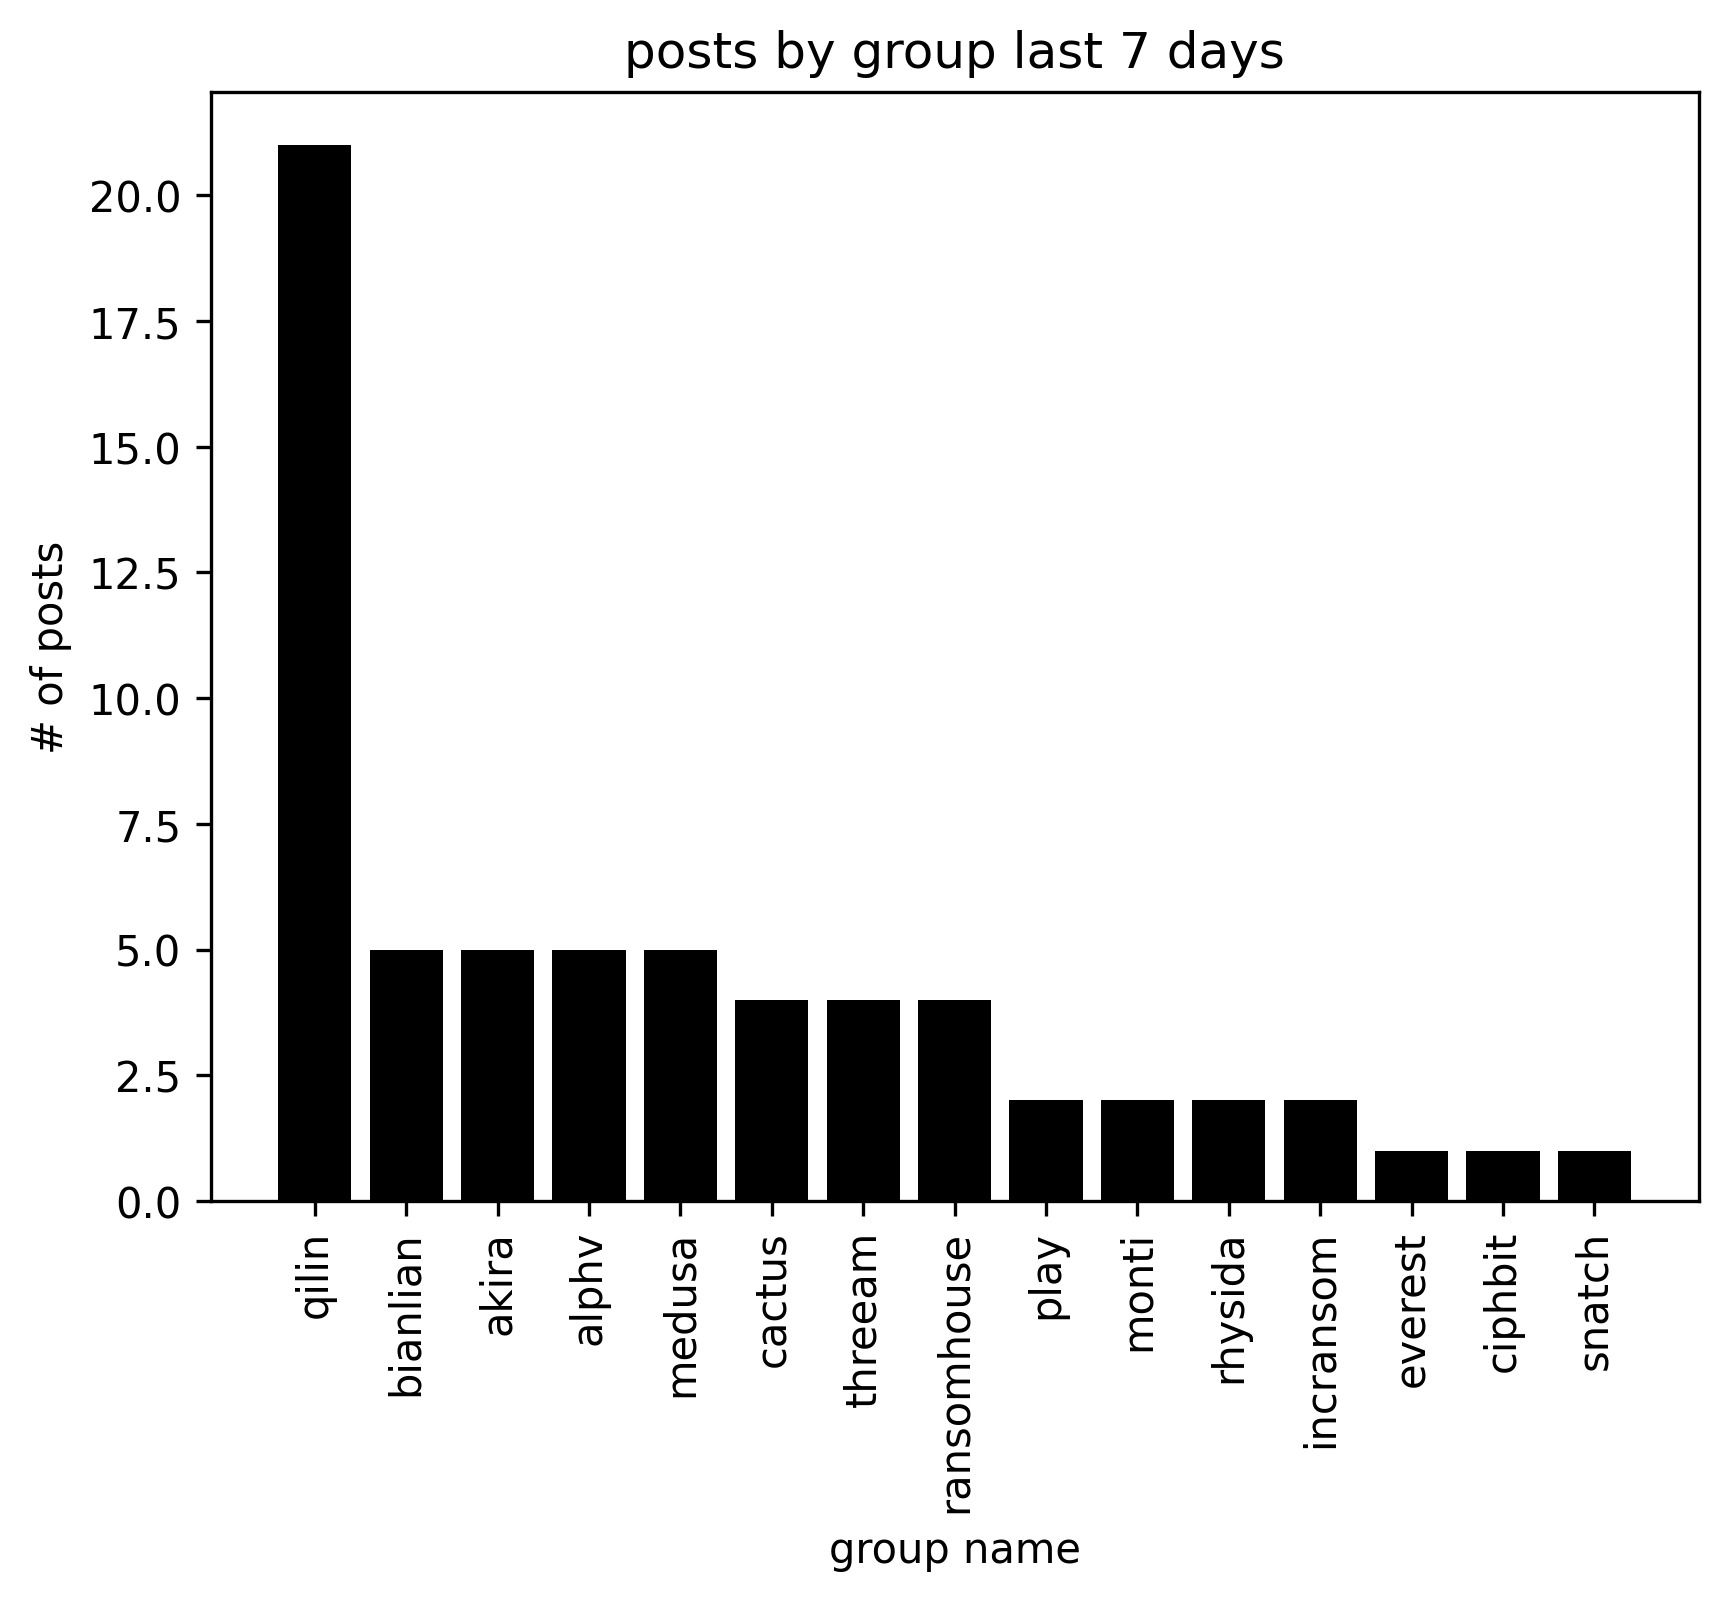 posts by group last 7 days
# of posts
20.0
17.5
15.0
12.5
10.0
7.5
5.0
2.5
0.0
qilin
bianlian
akira
alphv
medusa
cactus
threeam
ransomhouse
play
monti
rhysida
incransom
everest
ciphbit
snatch
group name